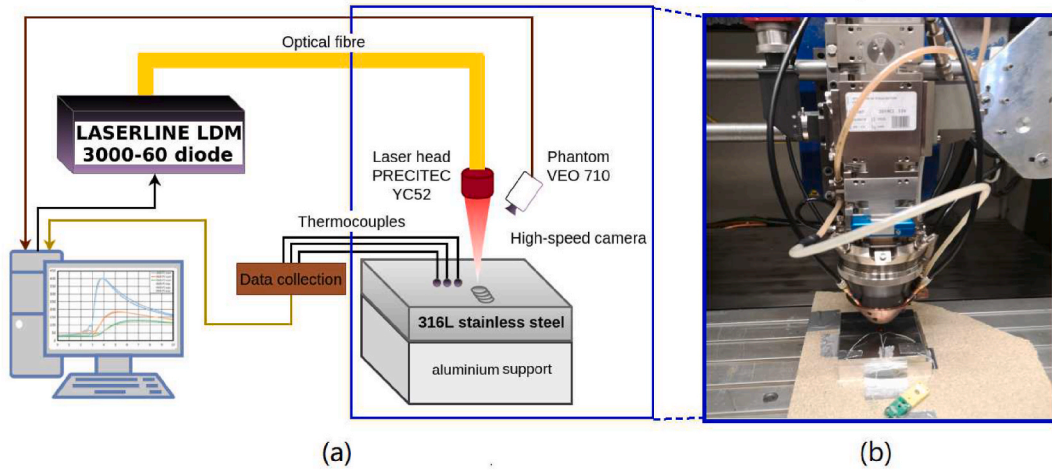 Optical fibre
LASERLINE LDM
3000-60 diode
Laser head
PRECITEC
YC52
Phantom
VEO 710
Thermocouples
High-speed camera
Data collection
316L stainless steel
aluminium support
(a)
(b)